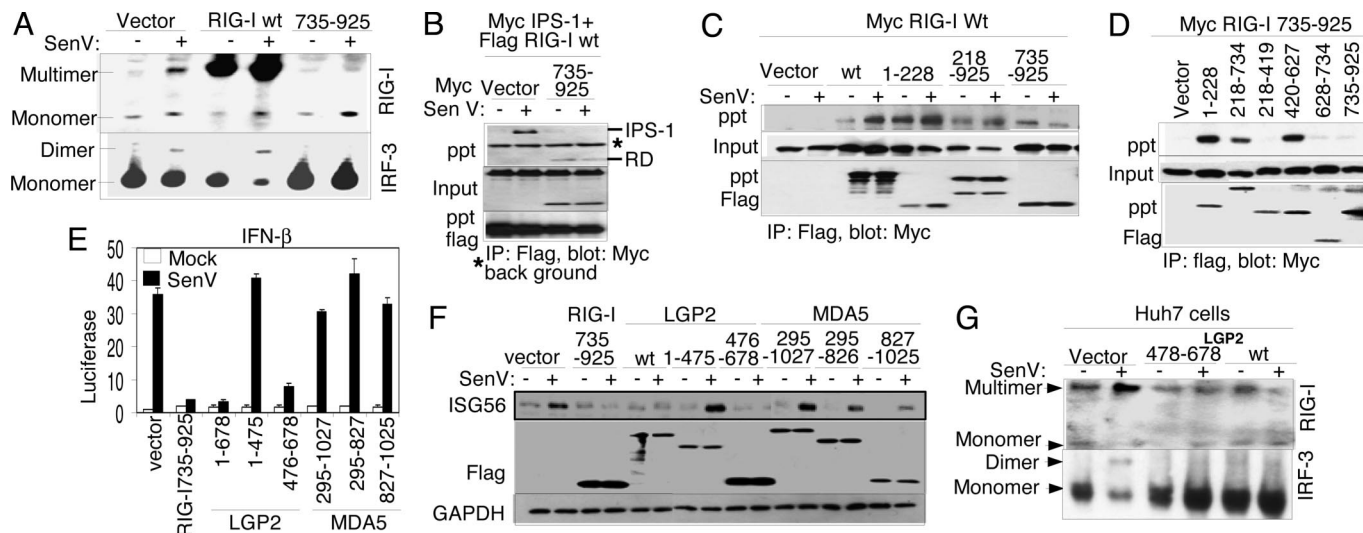 A
Vector RIG-I wt 735-925
SenV: - + - + - +
Multimer
Monomer
RIG-I
Dimer
Monomer
IRF-3
B
Myc IPS-1+
Flag RIG-I wt
Myc Vector 735-925
Sen V: - + - +
ppt
IPS-1
*
RD
Input
ppt
flag
IP: Flag, blot: Myc
* back ground
C
Myc RIG-I Wt
Vector wt 1-228 218-925 735-925
SenV: - + - + - + - + - +
ppt
Input
ppt
Flag
IP: Flag, blot: Myc
D
Myc RIG-I 735-925
Vector
1-228
218-734
218-419
420-627
628-734
735-925
ppt
Input
ppt
Flag
IP: flag, blot: Myc
E
IFN-β
Mock
SenV
Luciferase
50
40
30
20
10
0
vector
RIG-I735-925
1-678
1-475
476-678
295-1027
295-827
827-1025
LGP2 MDA5
F
RIG-I LGP2 MDA5
vector 735-925 wt 1-475 476-678 295-1027 295-826 827-1025
SenV: - + - + - + - + - + - + - + - +
ISG56
Flag
GAPDH
G
Huh7 cells
LGP2
Vector 478-678 wt
SenV: - + - + - +
Multimer
Monomer
RIG-I
Dimer
Monomer
IRF-3